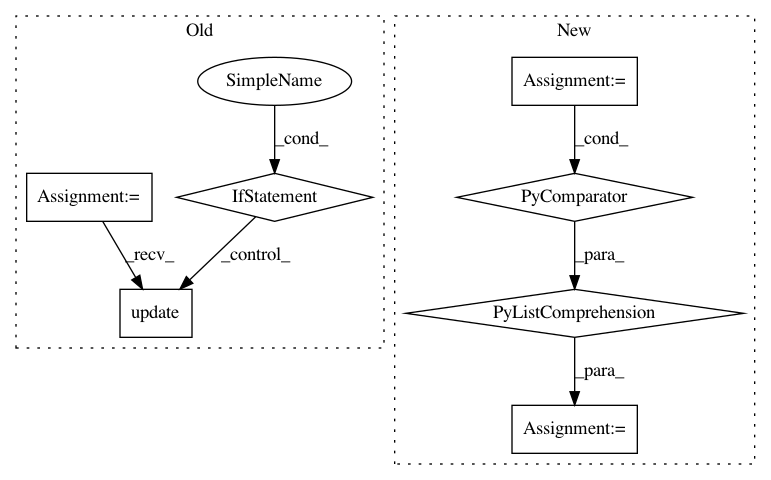 Old
New
SimpleName
Assignment:=
_cond_
_cond_
Assignment:=
IfStatement
PyComparator
_recv_
_control_
_para_
update
PyListComprehension
_para_
Assignment:=